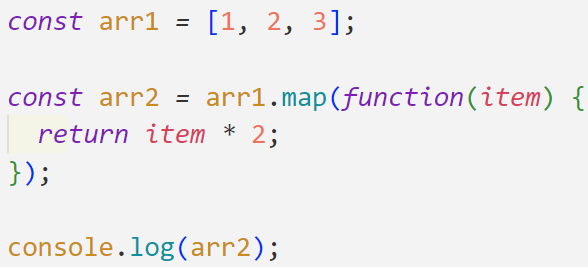 const arr1 = [1, 2, 3];

const arr2 = arr1.map(function(item) {
  return item * 2;
});

console.log(arr2);